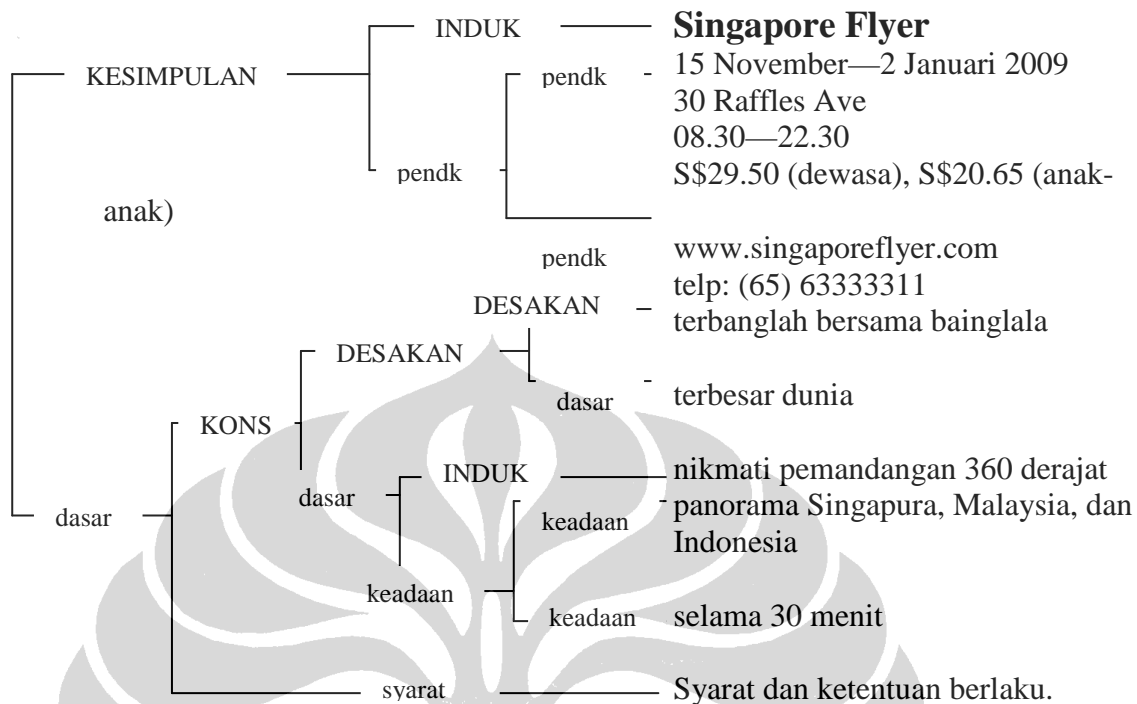 INDUK Singapore Flyer
KESIMPULAN pendk 15 November—2 Januari 2009
30 Raffles Ave
08.30—22.30
pendk S$29.50 (dewasa), S$20.65 (anak-
anak)
pendk www.singaporeflyer.com
telp: (65) 63333311
DESAKAN terbanglah bersama bainglala
DESAKAN
dasar terbesar dunia
KONS
INDUK nikmati pemandangan 360 derajat
dasar
keadaan panorama Singapura, Malaysia, dan
dasar
Indonesia
keadaan
keadaan selama 30 menit
syarat Syarat dan ketentuan berlaku.